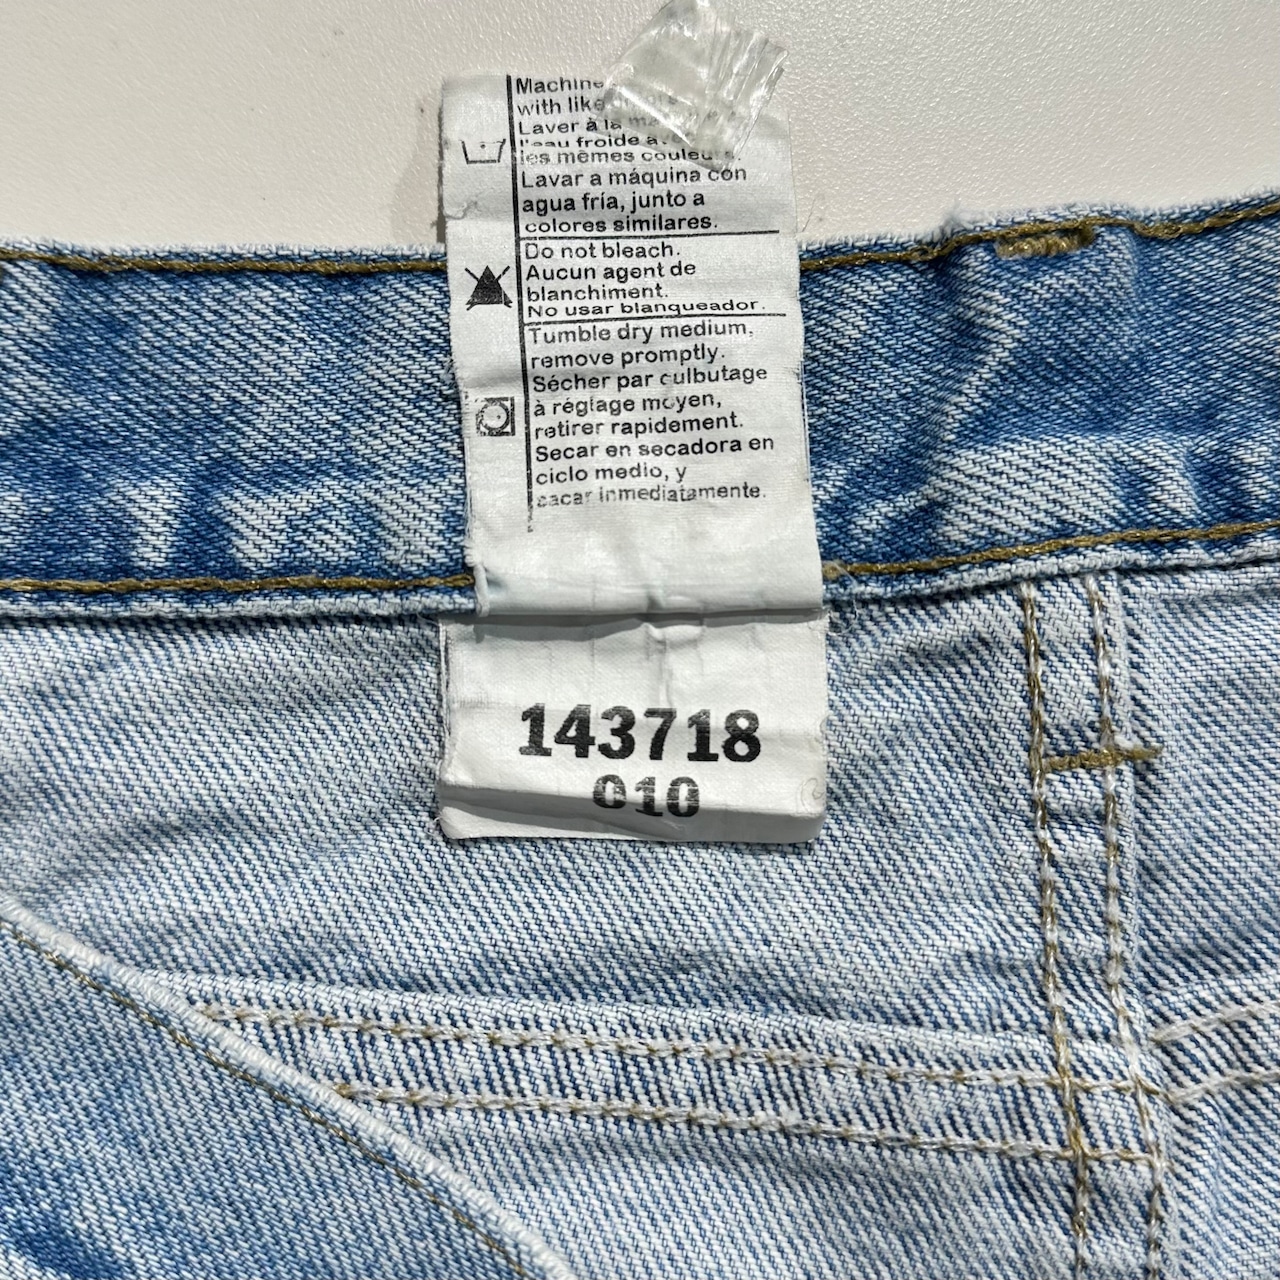 Machine
with like
Laver à la
l'eau froide
les mêmes couleurs.
Lavar a máquina con
agua fría, junto a
colores similares.
Do not bleach.
Aucun agent de
blanchiment.
No usar blanqueador.
Tumble dry medium,
remove promptly.
Sécher par culbutage
à réglage moyen,
retirer rapidement.
Secar en secadora en
ciclo medio, y
sacar inmediatamente.
143718
010